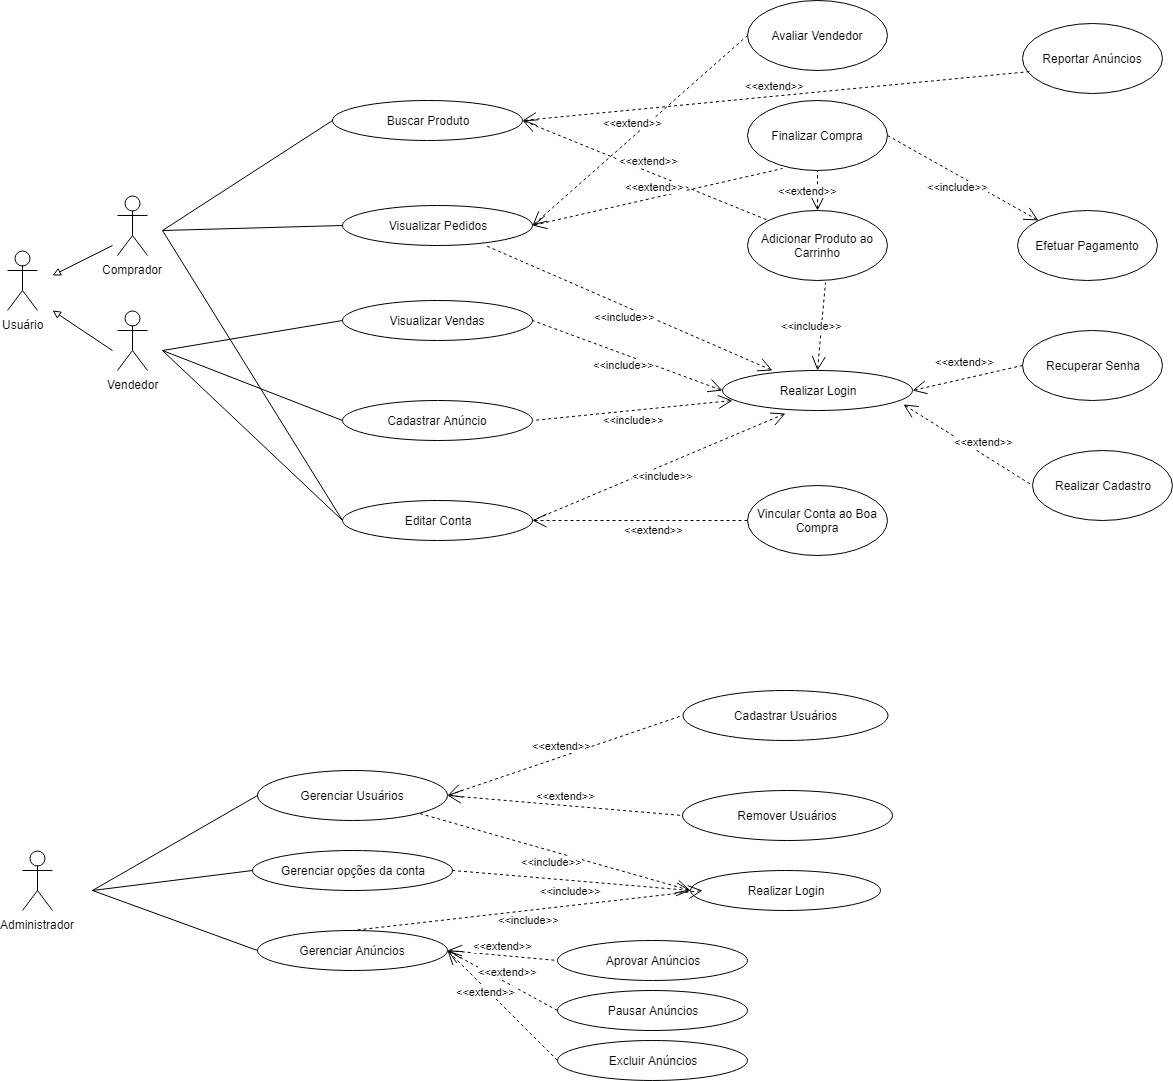 Avaliar Vendedor
Reportar Anúncios
<<extend>>
Buscar Produto
<<extend>>
Finalizar Compra
<<extend>>
<<extend>>
<<extend>>
<<include>>
Visualizar Pedidos
Adicionar Produto ao
Carrinho
Efetuar Pagamento
Comprador
Usuário
<<include>>
Visualizar Vendas
<<include>>
Vendedor
<<include>>
<<extend>>
Recuperar Senha
Realizar Login
Cadastrar Anúncio
<<include>>
<<extend>>
<<include>>
Realizar Cadastro
Editar Conta
Vincular Conta ao Boa
Compra
<<extend>>
Cadastrar Usuários
<<extend>>
Gerenciar Usuários
<<extend>>
Remover Usuários
<<include>>
Gerenciar opções da conta
<<include>>
Realizar Login
Administrador
<<include>>
Gerenciar Anúncios
<<extend>>
Aprovar Anúncios
<<extend>>
<<extend>>
Pausar Anúncios
Excluir Anúncios